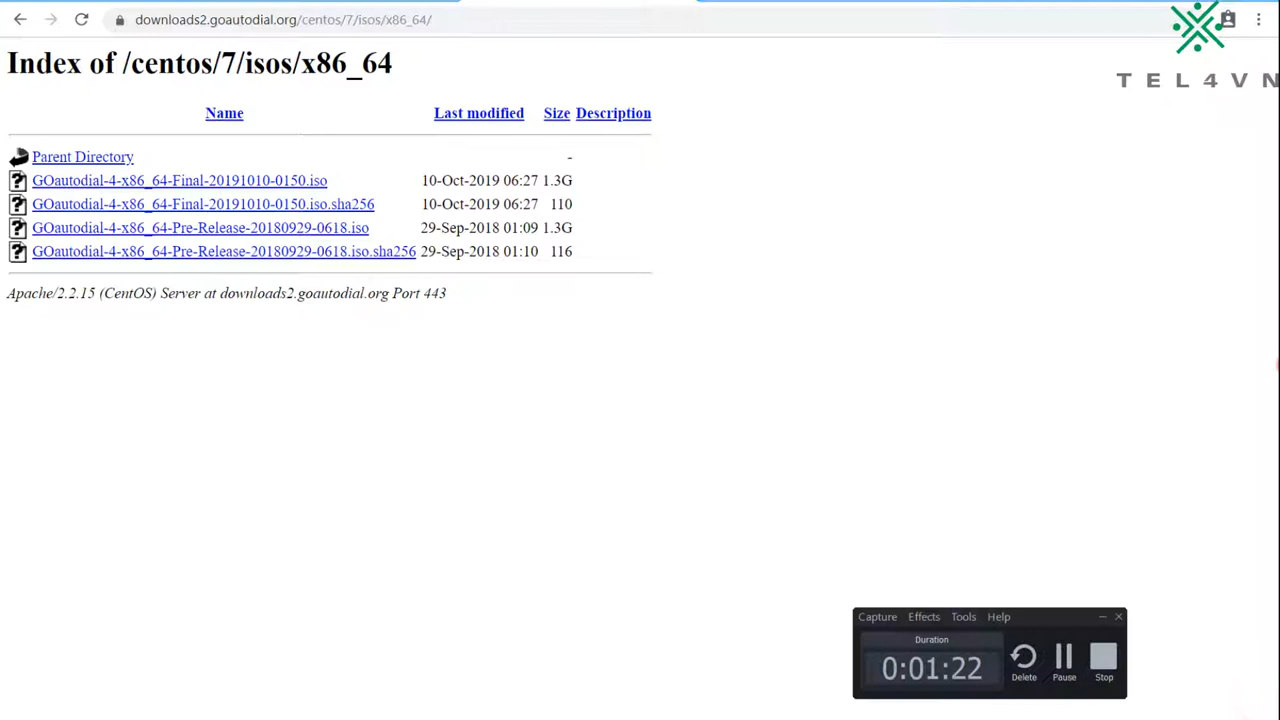 downloads2.goautodial.org/centos/7/isos/x86_64/
TEL4VN
Index of /centos/7/isos/x86_64
Name Last modified Size Description
Parent Directory -
GOautodial-4-x86_64-Final-20191010-0150.iso 10-Oct-2019 06:27 1.3G
GOautodial-4-x86_64-Final-20191010-0150.iso.sha256 10-Oct-2019 06:27 110
GOautodial-4-x86_64-Pre-Release-20180929-0618.iso 29-Sep-2018 01:09 1.3G
GOautodial-4-x86_64-Pre-Release-20180929-0618.iso.sha256 29-Sep-2018 01:10 116
Apache/2.2.15 (CentOS) Server at downloads2.goautodial.org Port 443
Capture Effects Tools Help
Duration
0:01:22
Delete Pause Stop